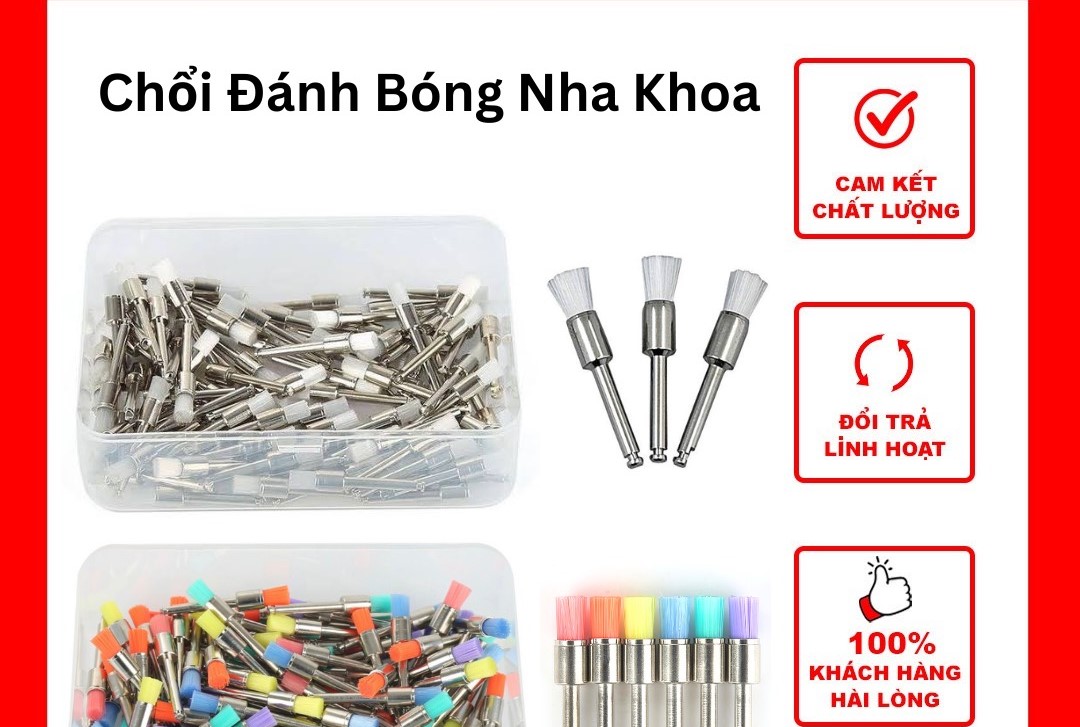 Chổi Đánh Bóng Nha Khoa
CAM KẾT
CHẤT LƯỢNG
ĐỔI TRẢ
LINH HOẠT
100%
KHÁCH HÀNG
HÀI LÒNG